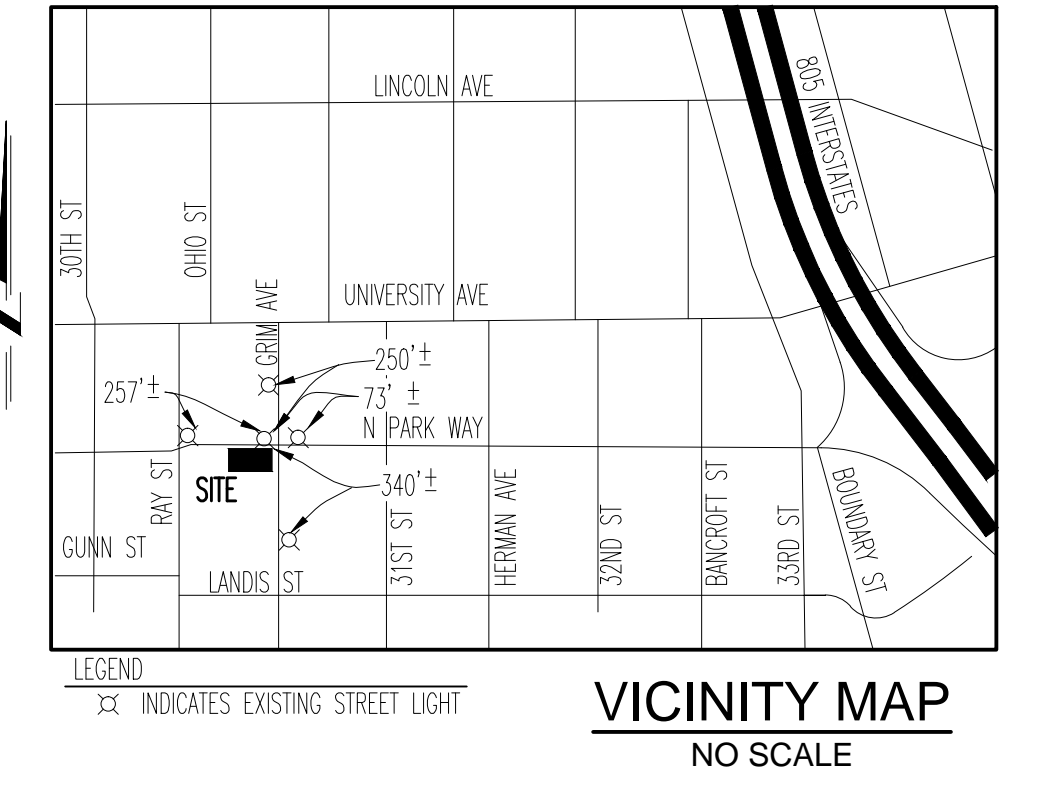 LINCOLN AVE
805 INTERSTATES
30TH ST
OHIO ST
GRIM AVE
UNIVERSITY AVE
250'±
257'±
73' ±
N PARK WAY
SITE
340'±
RAY ST
GUNN ST
LANDIS ST
31ST ST
HERMAN AVE
32ND ST
BANCROFT ST
33RD ST
BOUNDARY ST
LEGEND
INDICATES EXISTING STREET LIGHT
VICINITY MAP
NO SCALE